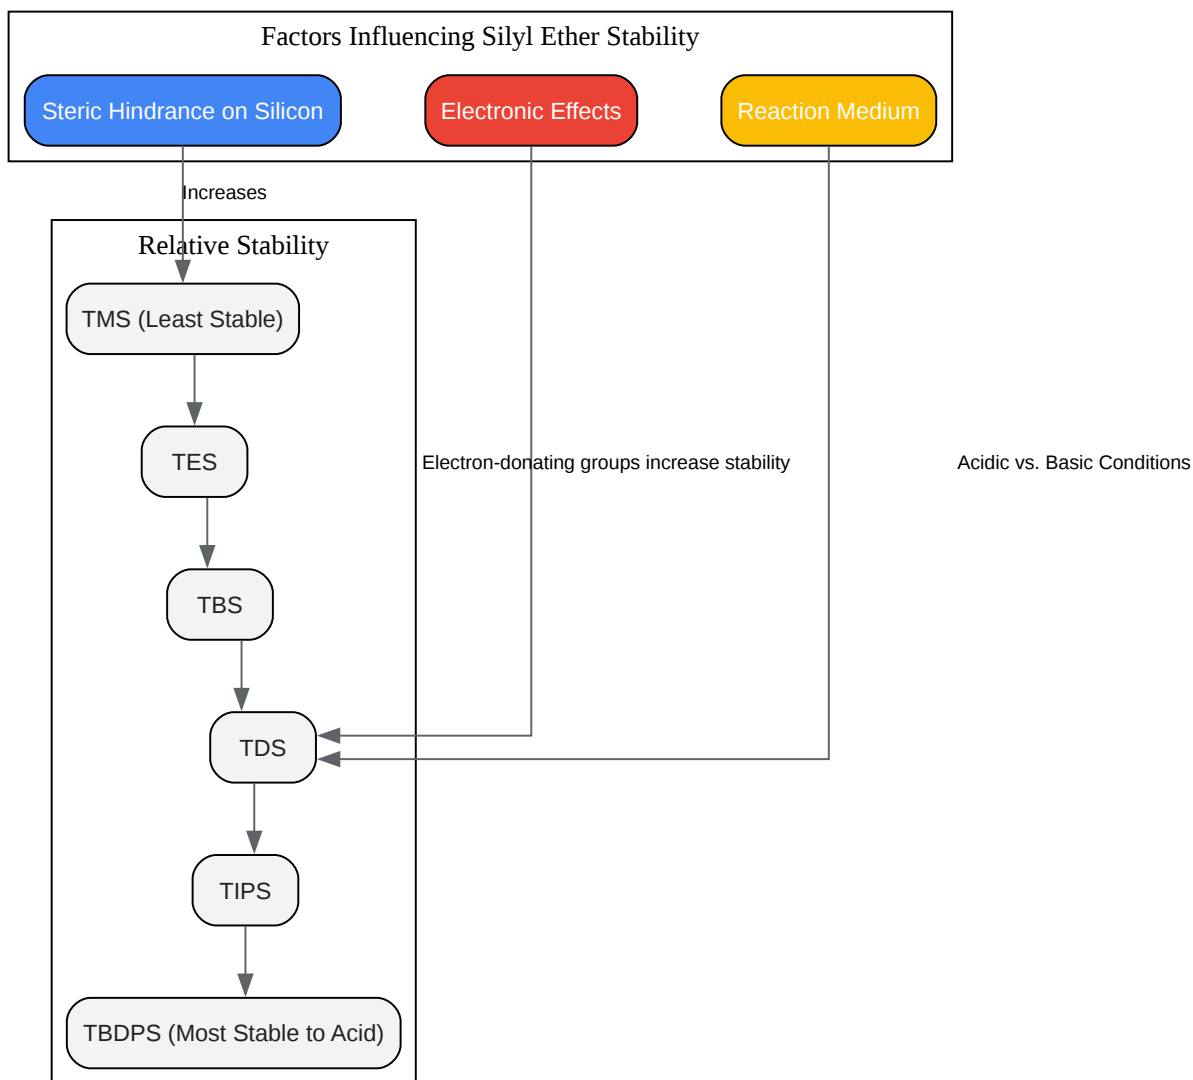 Factors Influencing Silyl Ether Stability
Steric Hindrance on Silicon
Electronic Effects
Reaction Medium
Increases
Relative Stability
TMS (Least Stable)
TES
Electron-donating groups increase stability
Acidic vs. Basic Conditions
TBS
TDS
TIPS
TBDPS (Most Stable to Acid)